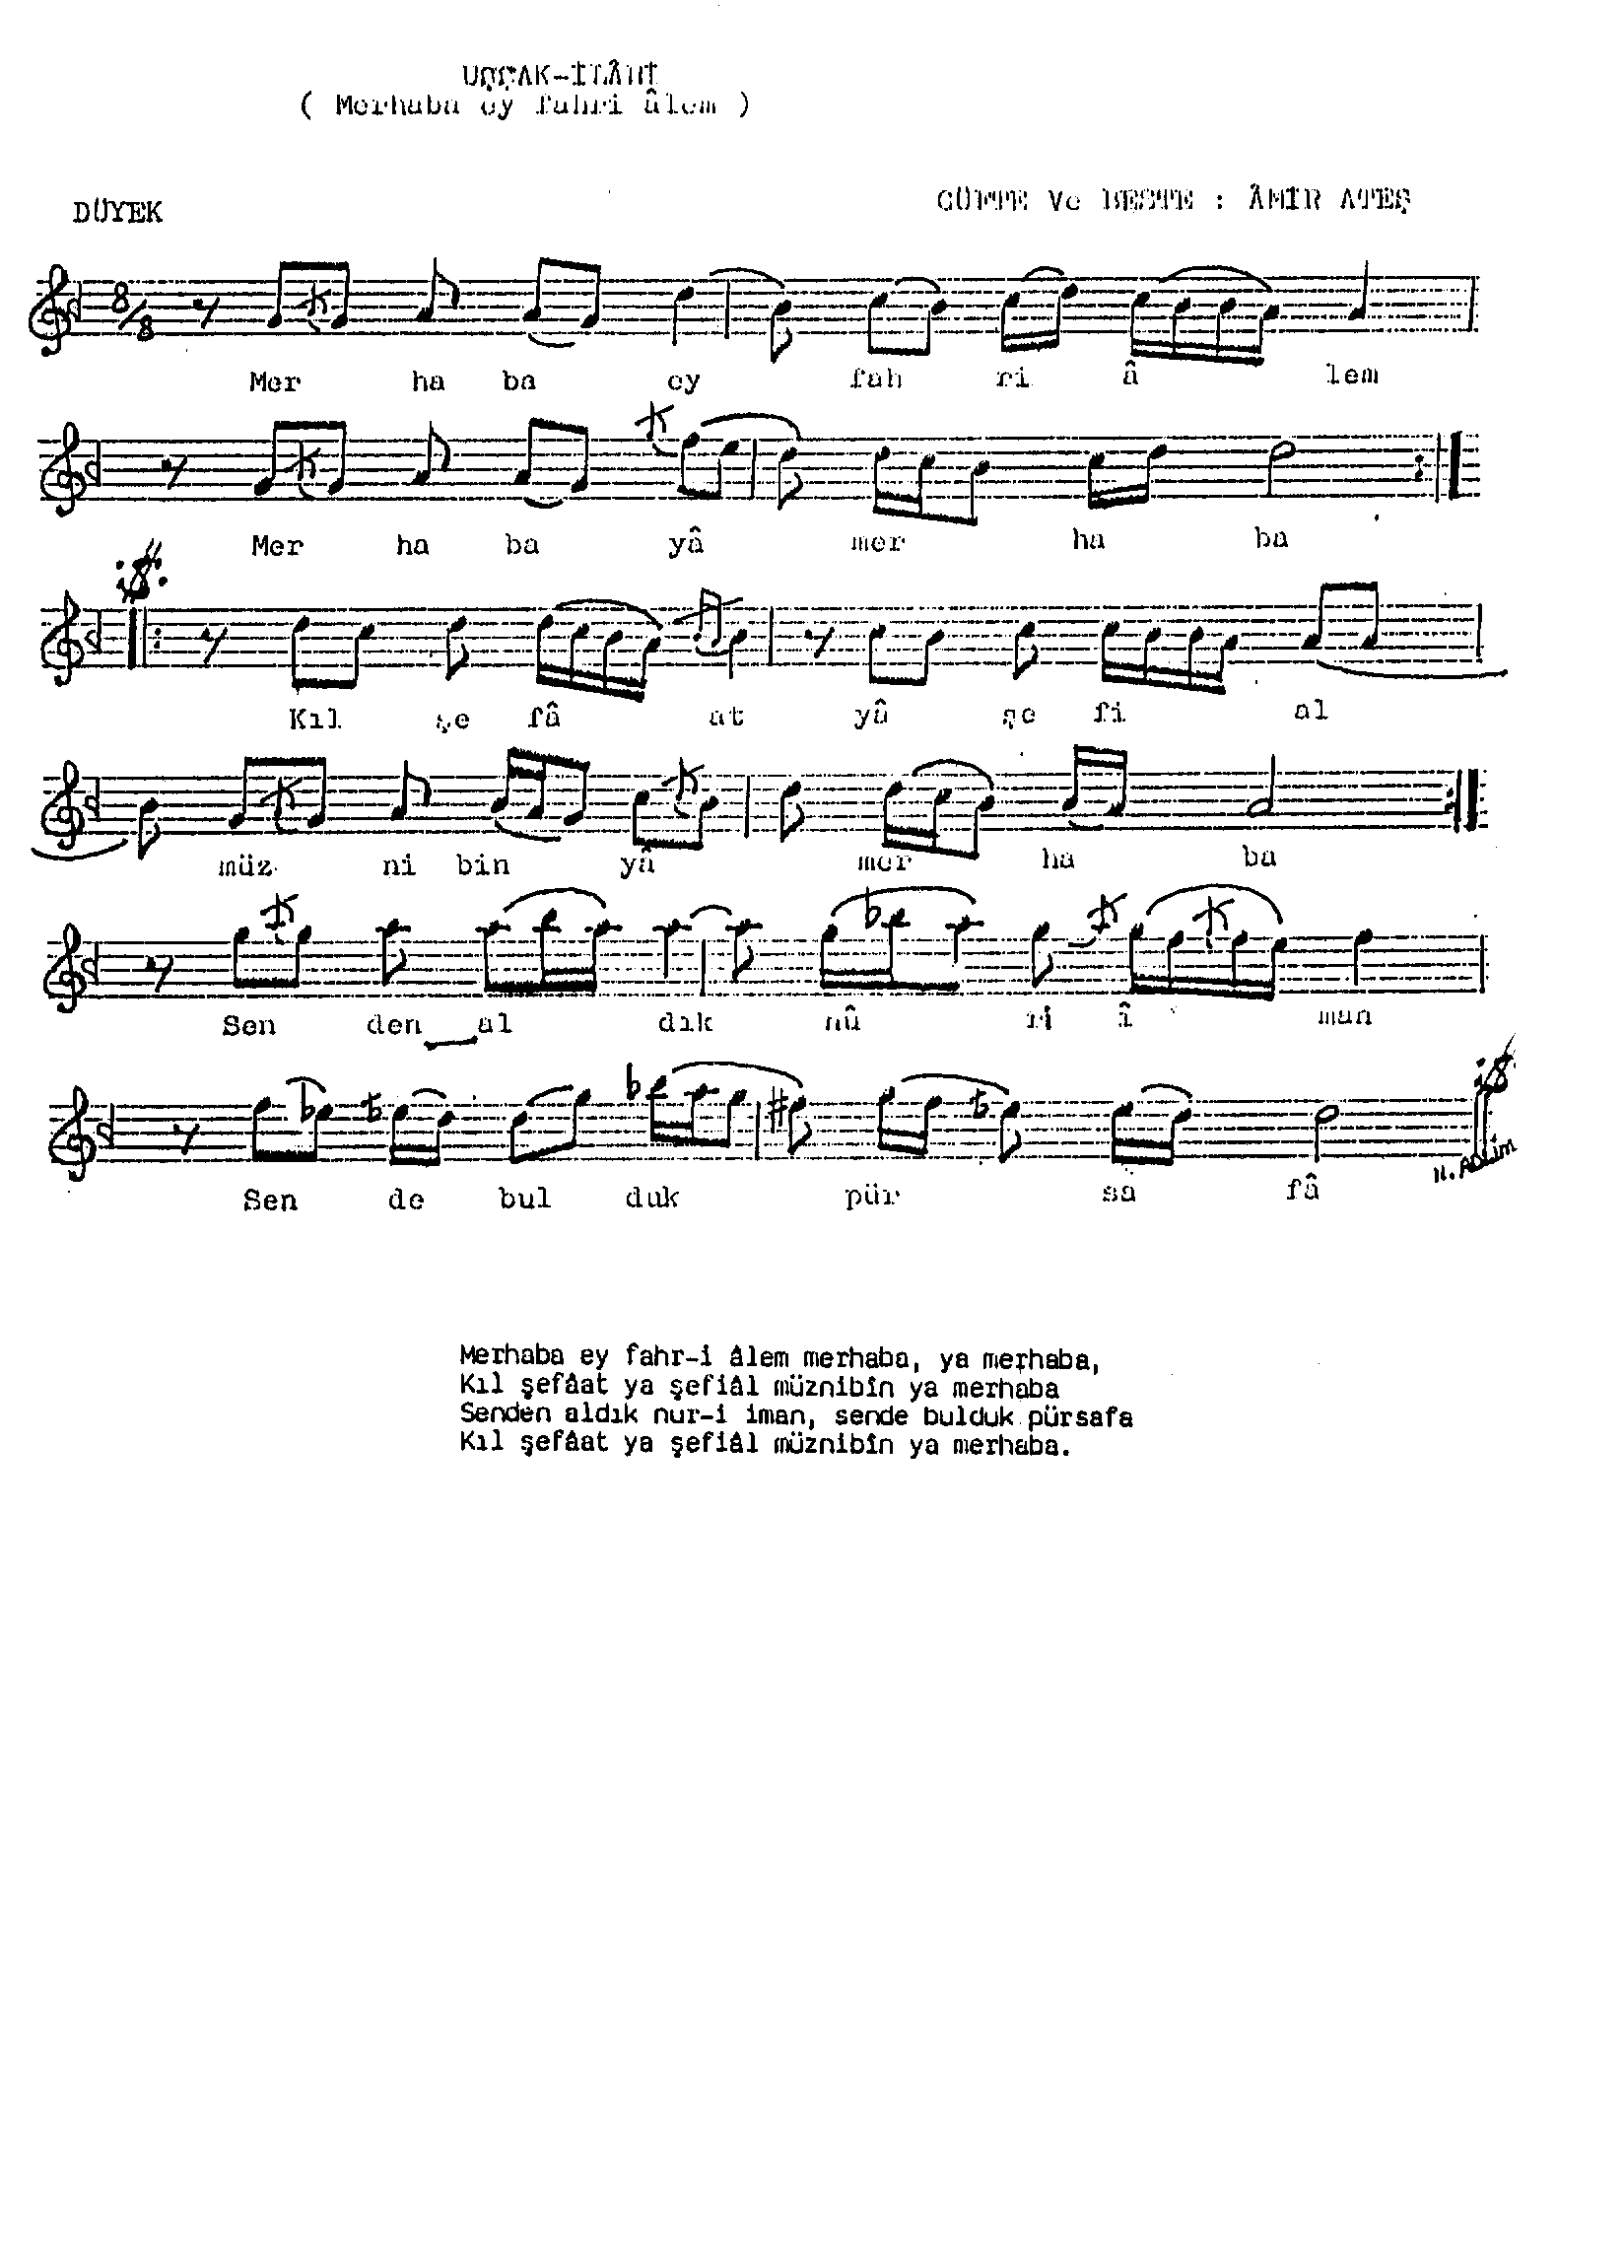 UŞŞAK-İLÂHİ
( Merhaba ey fahri âlem )
DÜYEK
GÜFTE Ve BESTE : ÂMİR ATEŞ
8/8
Mer ha ba ey fah ri â lem
Mer ha ba yâ mer ha ba
Kıl şe fâ at yâ şe fi al
müz ni bin yâ mer ha ba
Sen den al dık nû ri î man
Sen de bul duk pür sa fâ
Merhaba ey fahr-i âlem merhaba, ya merhaba,
Kıl şefâat ya şefiâl müznibîn ya merhaba
Senden aldık nur-i iman, sende bulduk pürsafa
Kıl şefâat ya şefiâl müznibîn ya merhaba.